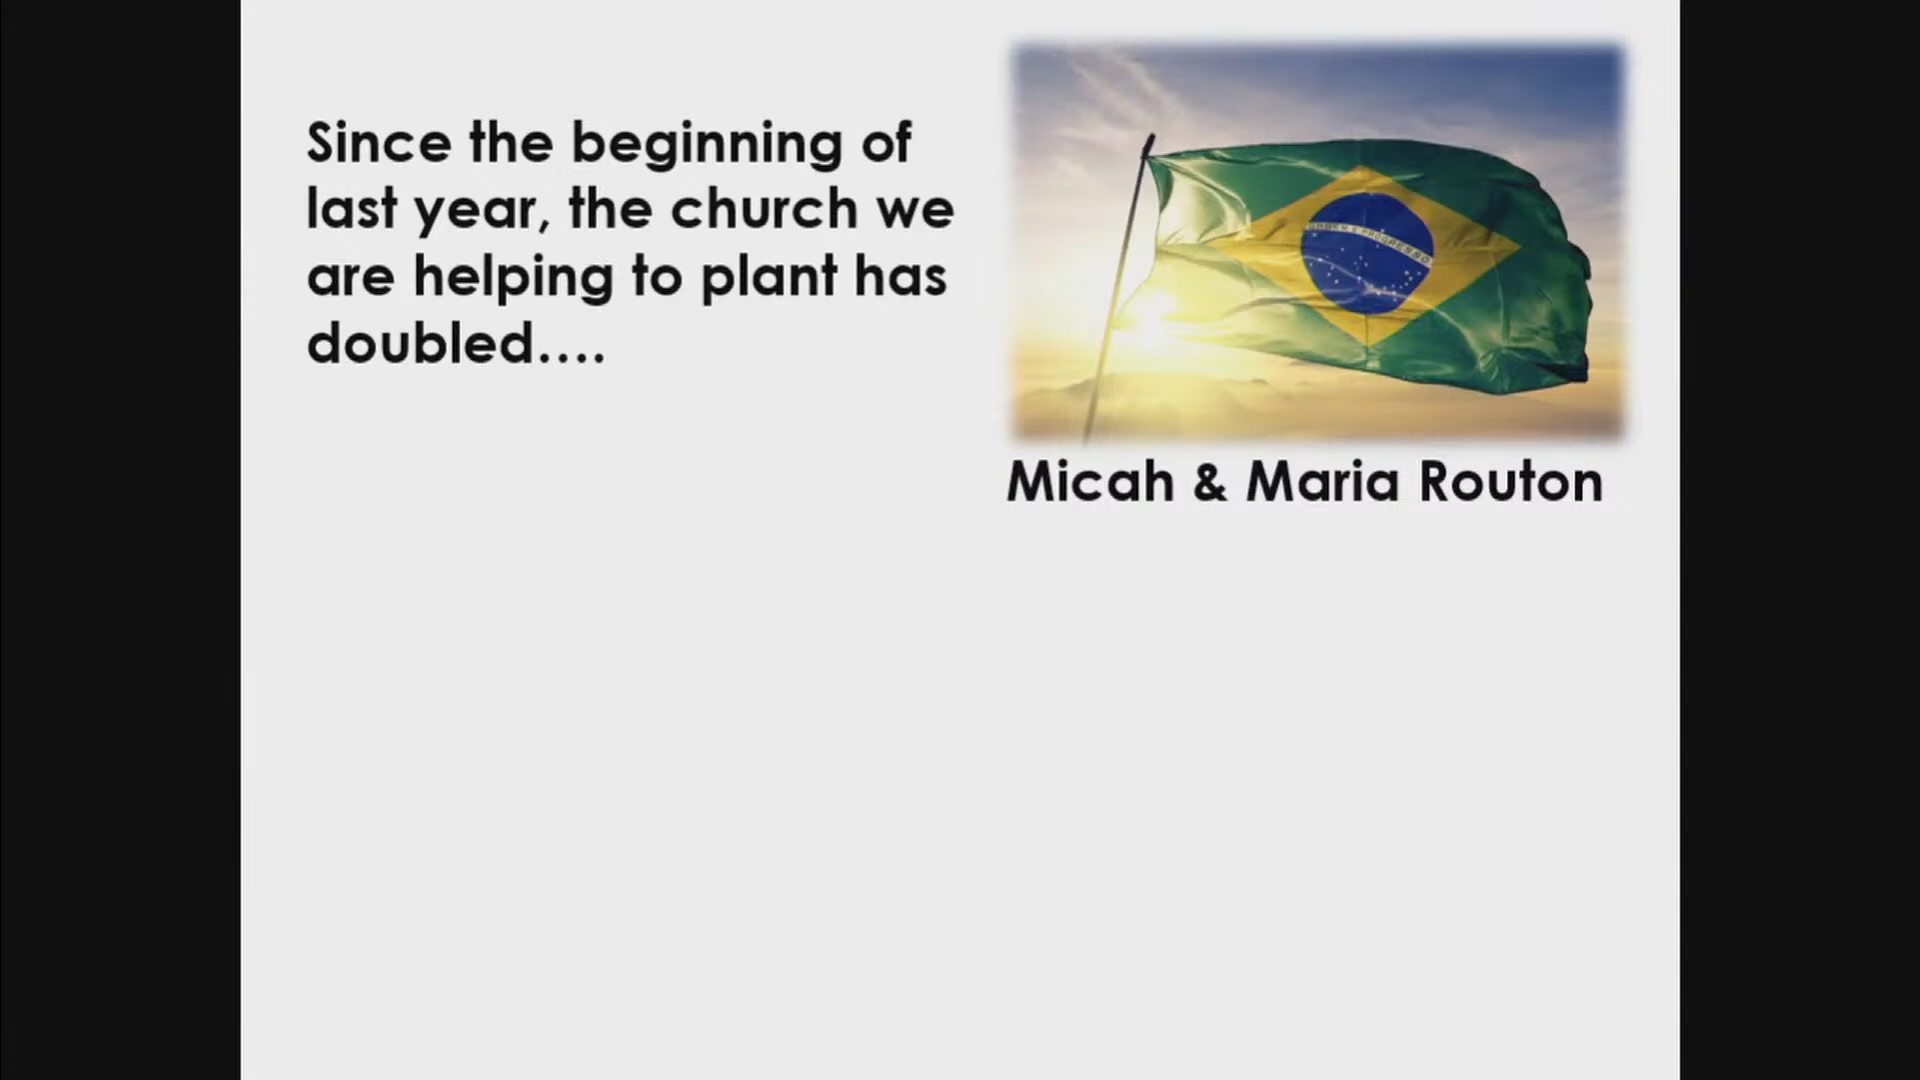 Since the beginning of
last year, the church we
are helping to plant has
doubled....
Micah & Maria Routon